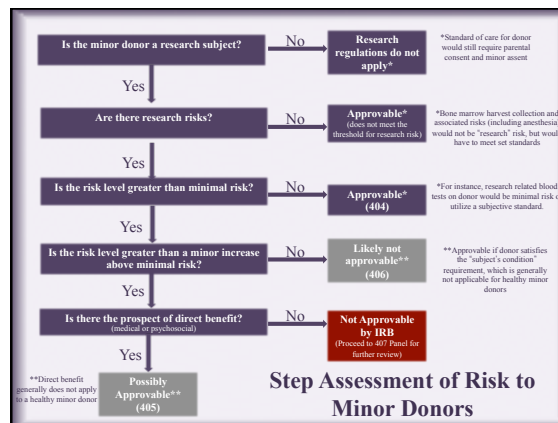 Is the minor donor a research subject?
No
Research
regulations do not
apply*
*Standard of care for donor
would still require parental
consent and minor assent
Yes
Are there research risks?
No
Approvable*
(does not meet the
threshold for research risk)
*Bone marrow harvest collection and
associated risks (including anesthesia)
would not be "research" risk, but would
have to meet set standards
Yes
Is the risk level greater than minimal risk?
No
Approvable*
(404)
*For instance, research related blood
tests on donor would be minimal risk
utilize a subjective standard.
Yes
Is the risk level greater than a minor increase
above minimal risk?
No
Likely not
approvable**
(406)
**Approvable if donor satisfies
the "subject's condition"
requirement, which is generally
not applicable for healthy minor
donors
Yes
Is there the prospect of direct benefit?
(medical or psychosocial)
No
Not Approvable
by IRB
(Proceed to 407 Panel for
further review)
Yes
**Direct benefit
generally does not apply
to a healthy minor donor
Possibly
Approvable**
(405)
Step Assessment of Risk to
Minor Donors